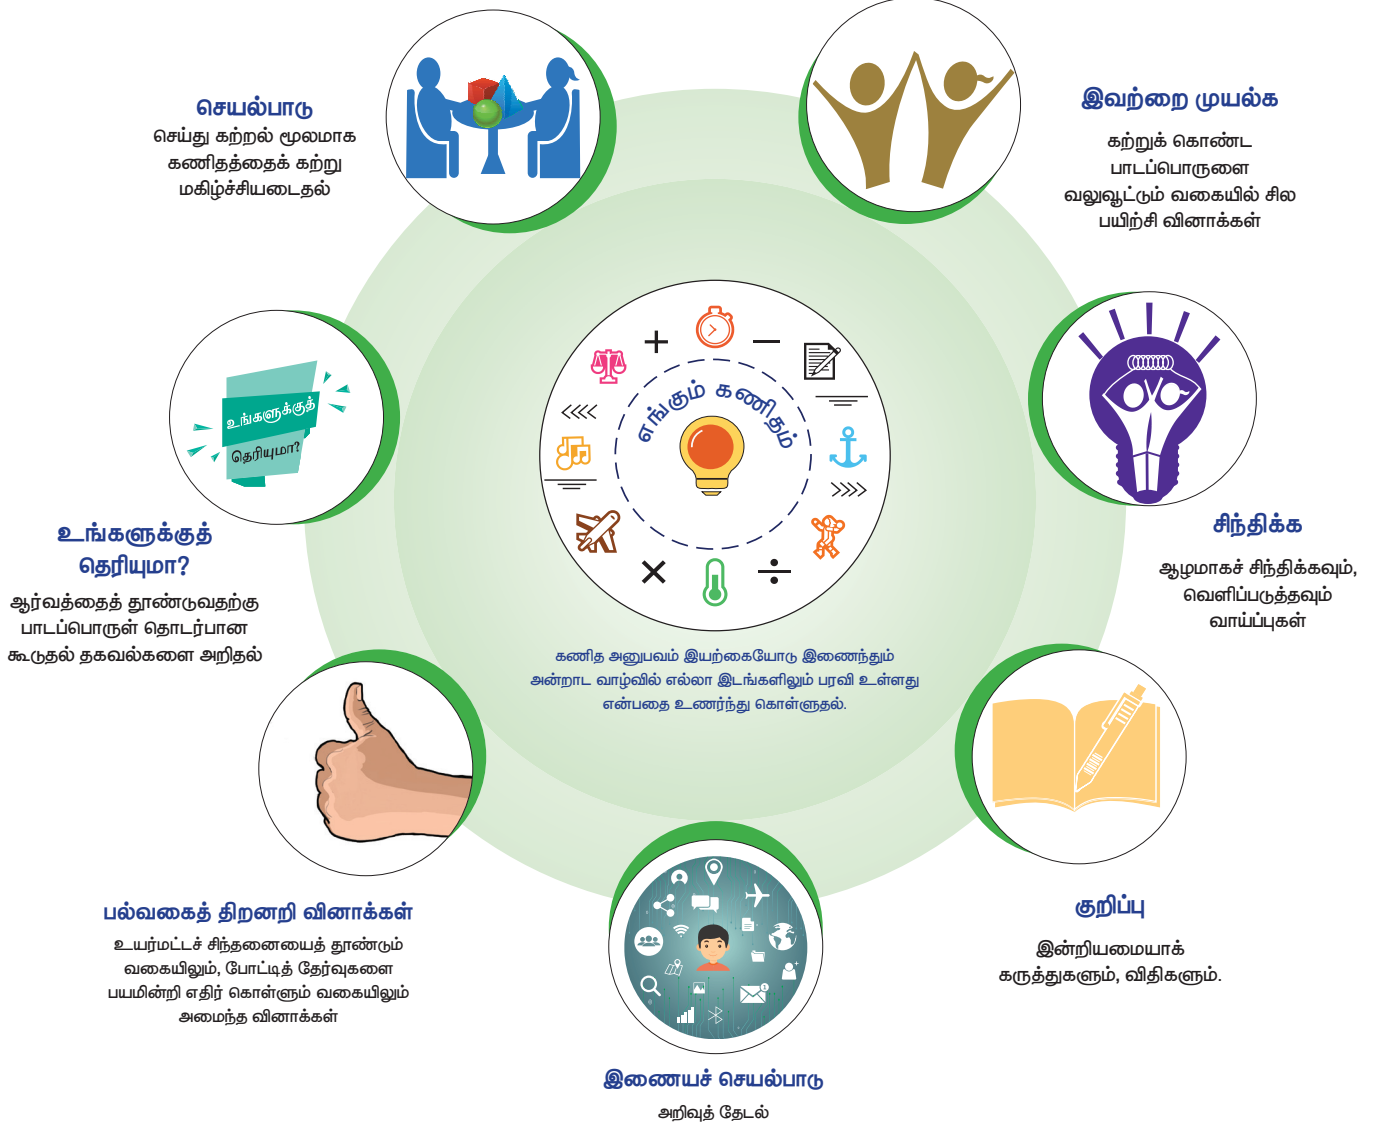 செயல்பாடு
செய்து கற்றல் மூலமாக
கணிதத்தைக் கற்று
மகிழ்ச்சியடைதல்
இவற்றை முயல்க
கற்றுக் கொண்ட
பாடப்பொருளை
வலுவூட்டும் வகையில் சில
பயிற்சி வினாக்கள்
உங்களுக்குத்
தெரியுமா?
உங்களுக்குத்
தெரியுமா?
ஆர்வத்தைத் தூண்டுவதற்கு
பாடப்பொருள் தொடர்பான
கூடுதல் தகவல்களை அறிதல்
எங்கும் கணிதம்
கணித அனுபவம் இயற்கையோடு இணைந்தும்
அன்றாட வாழ்வில் எல்லா இடங்களிலும் பரவி உள்ளது
என்பதை உணர்ந்து கொள்ளுதல்.
சிந்திக்க
ஆழமாகச் சிந்திக்கவும்,
வெளிப்படுத்தவும்
வாய்ப்புகள்
பல்வகைத் திறனறி வினாக்கள்
உயர்மட்டச் சிந்தனையைத் தூண்டும்
வகையிலும், போட்டித் தேர்வுகளை
பயமின்றி எதிர் கொள்ளும் வகையிலும்
அமைந்த வினாக்கள்
குறிப்பு
இன்றியமையாக்
கருத்துகளும், விதிகளும்.
இணையச் செயல்பாடு
அறிவுத் தேடல்